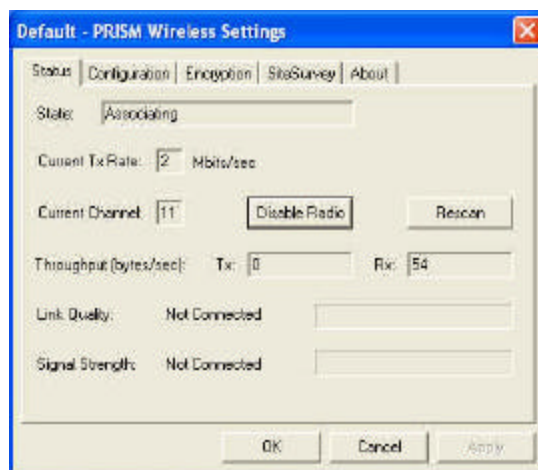 Default - PRISM Wireless Settings
Status Configuration Encryption SiteSurvey About
State: Associating
Current Tx Rate: 2 Mbits/sec
Current Channel: 11 Disable Radio Rescan
Throughput (bytes/sec): Tx: 0 Rx: 54
Link Quality: Not Connected
Signal Strength: Not Connected
OK Cancel Apply